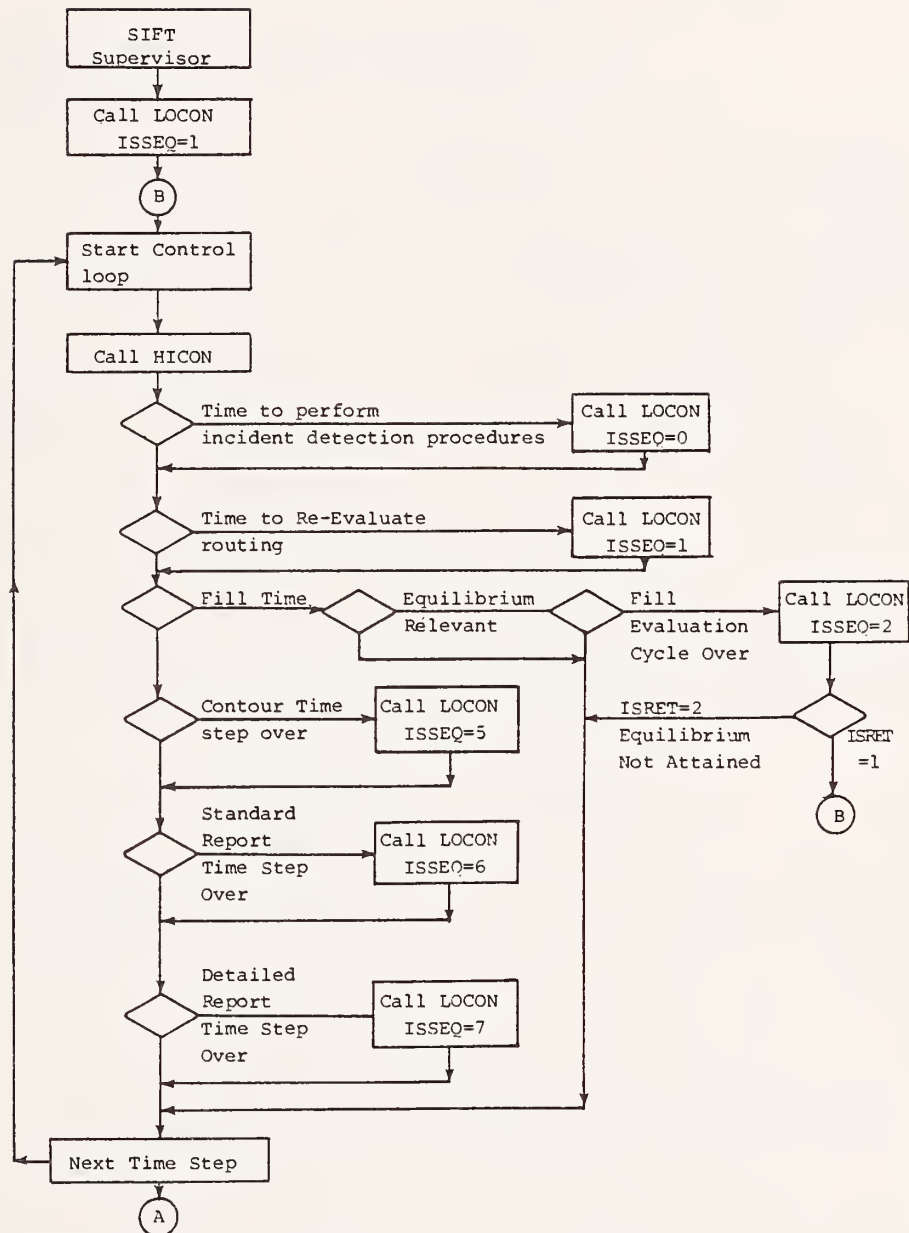 SIFT
Supervisor
Call LOCON
ISSEQ=1
B
Start Control
loop
Call HICON
Time to perform
incident detection procedures
Call LOCON
ISSEQ=0
Time to Re-Evaluate
routing
Call LOCON
ISSEQ=1
Fill Time
Equilibrium
Relevant
Fill
Evaluation
Cycle Over
Call LOCON
ISSEQ=2
Contour Time
step over
Call LOCON
ISSEQ=5
ISRET=2
Equilibrium
Not Attained
ISRET
=1
B
Standard
Report
Time Step
Over
Call LOCON
ISSEQ=6
Detailed
Report
Time Step
Over
Call LOCON
ISSEQ=7
Next Time Step
A